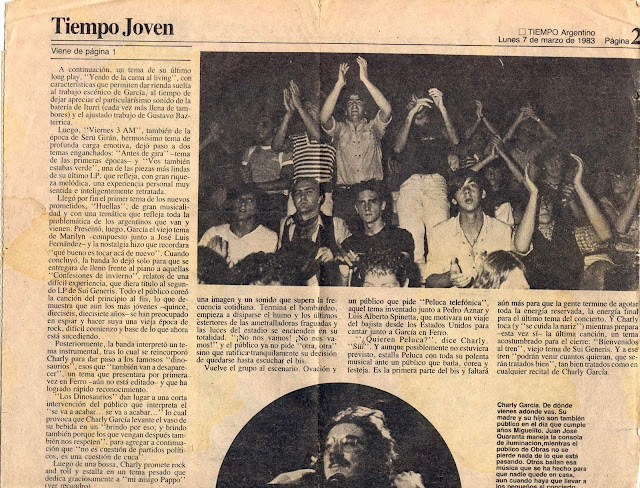 Tiempo Joven
TIEMPO Argentino
Lunes 7 de marzo de 1983 Página 2
Viene de página 1
A continuación, un tema de su último
long play, "Yendo de la cama al living", con
características que permiten dar rienda suelta
al trabajo escénico de García, al tiempo de
dejar apreciar el particularísimo sonido de la
batería de Iturri (cada vez más llena de tam-
bores) y el ajustado trabajo de Gustavo Baz-
terrica.
Luego, "Viernes 3 AM", también de la
época de Serú Girán, hermosísimo tema de
profunda carga emotiva, dejó paso a dos
temas enganchados: "Antes de gira" –tema
de las primeras épocas– y "Vos también
estabas verde", una de las piezas más lindas
de su último LP, que refleja, con gran rique-
za melódica, una experiencia personal muy
sentida e inteligentemente retratada.
Llegó por fin el primer tema de los nuevos
prometidos, "Huellas", de gran musicali-
dad y con una temática que refleja toda la
problemática de los argentinos que van y
vienen. Presentó, luego, García el viejo tema
de Marilyn –compuesto junto a José Luis
Fernández– y la nostalgia hizo que recordara
"qué bueno es tocar acá de nuevo". Cuando
concluyó, la banda lo dejó solo para que se
entregara de lleno frente al piano a aquellas
"Confesiones de invierno", relatos de una
difícil experiencia, que diera título al segundo
LP de Sui Generis. Todo el público coreó
la canción del principio al fin, lo que de-
muestra que aun los más jóvenes –quince,
dieciséis, diecisiete años– se han preocupado
en espiar y hacer suya una vieja época de
rock, difícil comienzo y base de lo que ahora
está sucediendo.
Posteriormente, la banda interpretó un te-
ma instrumental, tras lo cual se reincorporó
Charly para dar paso a los famosos "dino-
saurios", esos que "también van a desapare-
cer", un tema que presentara por primera
vez en Ferro –aún no está editado– y que ha
logrado rápido reconocimiento.
"Los Dinosaurios" dan lugar a una corta
intervención del público que interpreta el
"se va a acabar... se va a acabar..." lo cual
provoca que Charly levante el vaso de
su bebida en un "brindo por eso; y brindo
también porque los que vengan después tam-
bién nos respeten", para agregar a continua-
ción que "no es cuestión de partidos políti-
cos, es una cuestión de cuca".
Luego de una bossa, Charly promete rock
and roll y estalla en un tema pesado que
dedica graciosamente a "mi amigo Pappo"
(ver recuadro)
una imagen y un sonido que supera la fre-
cuencia cotidiana. Termina el bombardeo,
empieza a disiparse el humo y los últimos
estertores de las ametralladoras fraguadas
y las luces del estadio se encienden en su
totalidad. "¡No nos vamos! ¡No nos va-
mos!" y el público ya no pide "otra, otra"
sino que ratifica tranquilamente su decisión
de quedarse hasta escuchar el bis.
Vuelve el grupo al escenario. Ovación y
un público que pide "Peluca telefónica",
aquel tema inventado junto a Pedro Aznar y
Luis Alberto Spinetta, que motivara un viaje
del bajista desde los Estados Unidos para
cantar junto a García en Ferro.
"¿Quieren Peluca?", dice Charly.
"Sííí". Y aunque posiblemente no estuviera
previsto, estalla Peluca con toda su potencia
musical ante un público que baila, corea y
festeja. Es la primera parte del bis y faltará
aún más para que la gente termine de agotar
toda la energía reservada, la energía final
para el último tema del concierto. Y Charly
toca (y "se cuida la nariz") mientras propone
–esta vez sí– la última canción, un tema
acostumbrado para el cierre: "Bienvenidos
al tren", viejo tema de Sui Generis. Y a ese
tren "podrán venir cuantos quieran, que se-
rán tratados bien", tan bien tratados como en
cualquier recital de Charly García.
Charly García. De dónde
vienes adónde vas. Su
madre y su hijo son también
público en el día que cumple
años Miguelito. Juan José
Quaranta maneja la consola
de iluminación,mientras el
público de Obras no se
pierde nada de lo que está
pasando. Otros bailan esa
música que se ha hecho para
que nadie quede en casa,
aun cuando haya que llevar a
los pequeños al concierto.